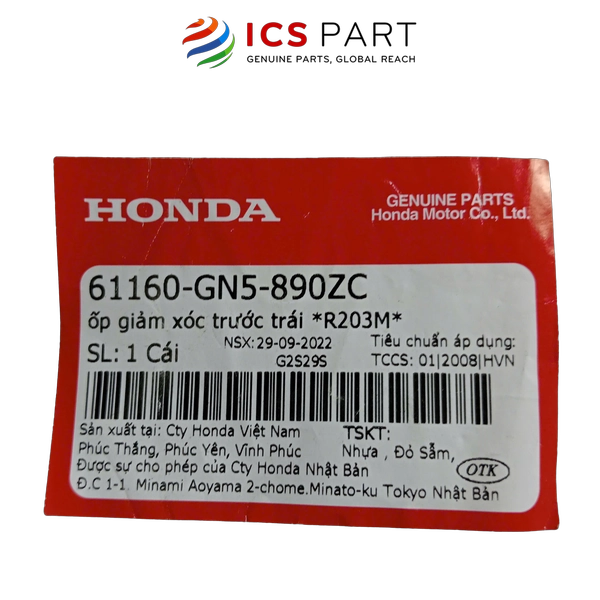 ICS PART
GENUINE PARTS, GLOBAL REACH
HONDA
GENUINE PARTS
Honda Motor Co., Ltd.
61160-GN5-890ZC
ốp giảm xóc trước trái *R203M*
SL: 1 Cái
NSX: 29-09-2022
G2S29S
Tiêu chuẩn áp dụng:
TCCS: 01|2008|HVN
Sản xuất tại: Cty Honda Việt Nam
Phúc Thắng, Phúc Yên, Vĩnh Phúc
Được sự cho phép của Cty Honda Nhật Bản
Đ.C 1-1, Minami Aoyama 2-chome.Minato-ku Tokyo Nhật Bản
TSKT:
Nhựa , Đỏ Sẫm,
OTK